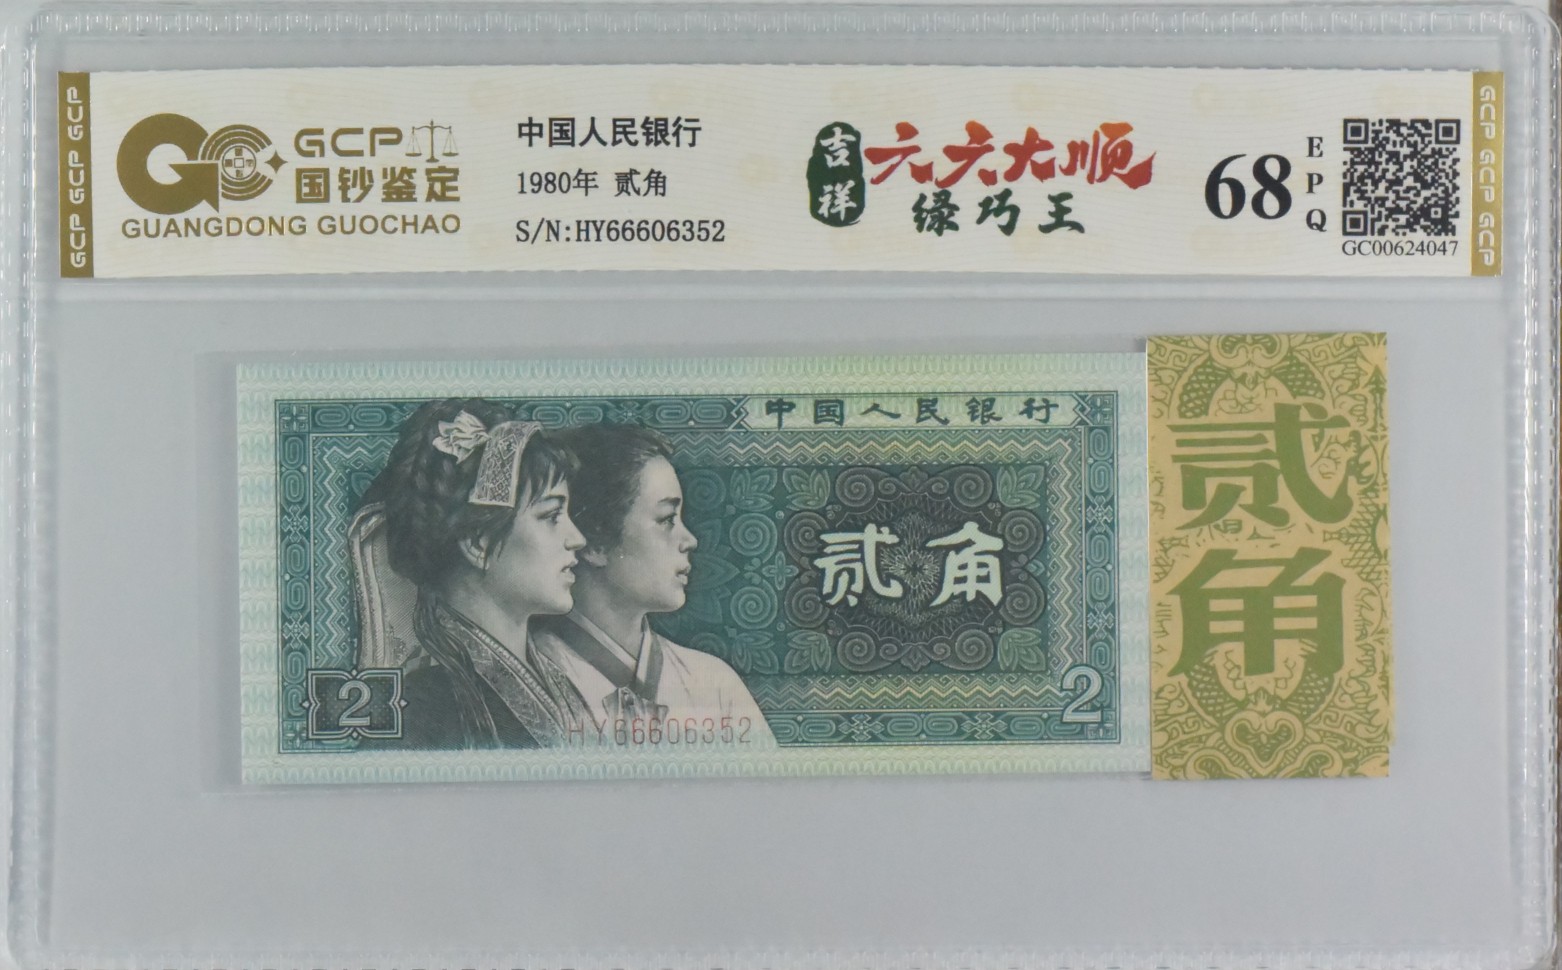 GCP GCP GCP
GCP
国钞鉴定
GUANGDONG GUOCHAO
中国人民银行
1980年 贰角
S/N:HY66606352
吉祥
六六大顺
绿巧王
68
EPQ
GC00624047
GCP GCP GCP
中国人民银行
贰角
2
2
HY66606352
贰角